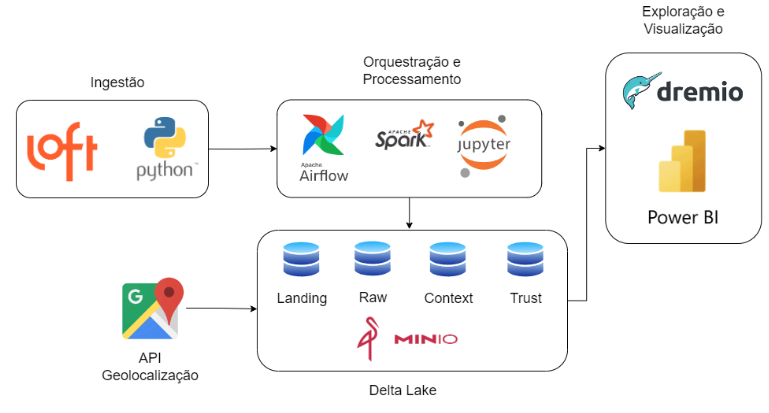 Ingestão
Loft
python
Orquestração e
Processamento
Apache
Airflow
APACHE
Spark
jupyter
Exploração e
Visualização
dremio
Power BI
Landing
Raw
Context
Trust
MINIO
Delta Lake
G
API
Geolocalização